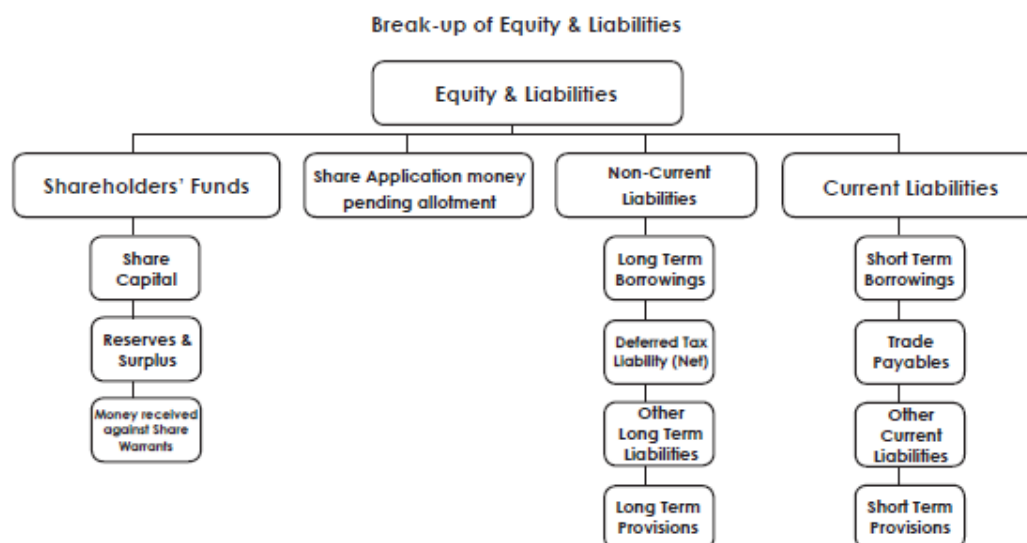 Break-up of Equity & Liabilities
Equity & Liabilities
Shareholders' Funds
Share Application money
pending allotment
Non-Current
Liabilities
Current Liabilities
Share
Capital
Reserves &
Surplus
Money received
against Share
Warrants
Long Term
Borrowings
Deferred Tax
Liability (Net)
Other
Long Term
Liabilities
Long Term
Provisions
Short Term
Borrowings
Trade
Payables
Other
Current
Liabilities
Short Term
Provisions